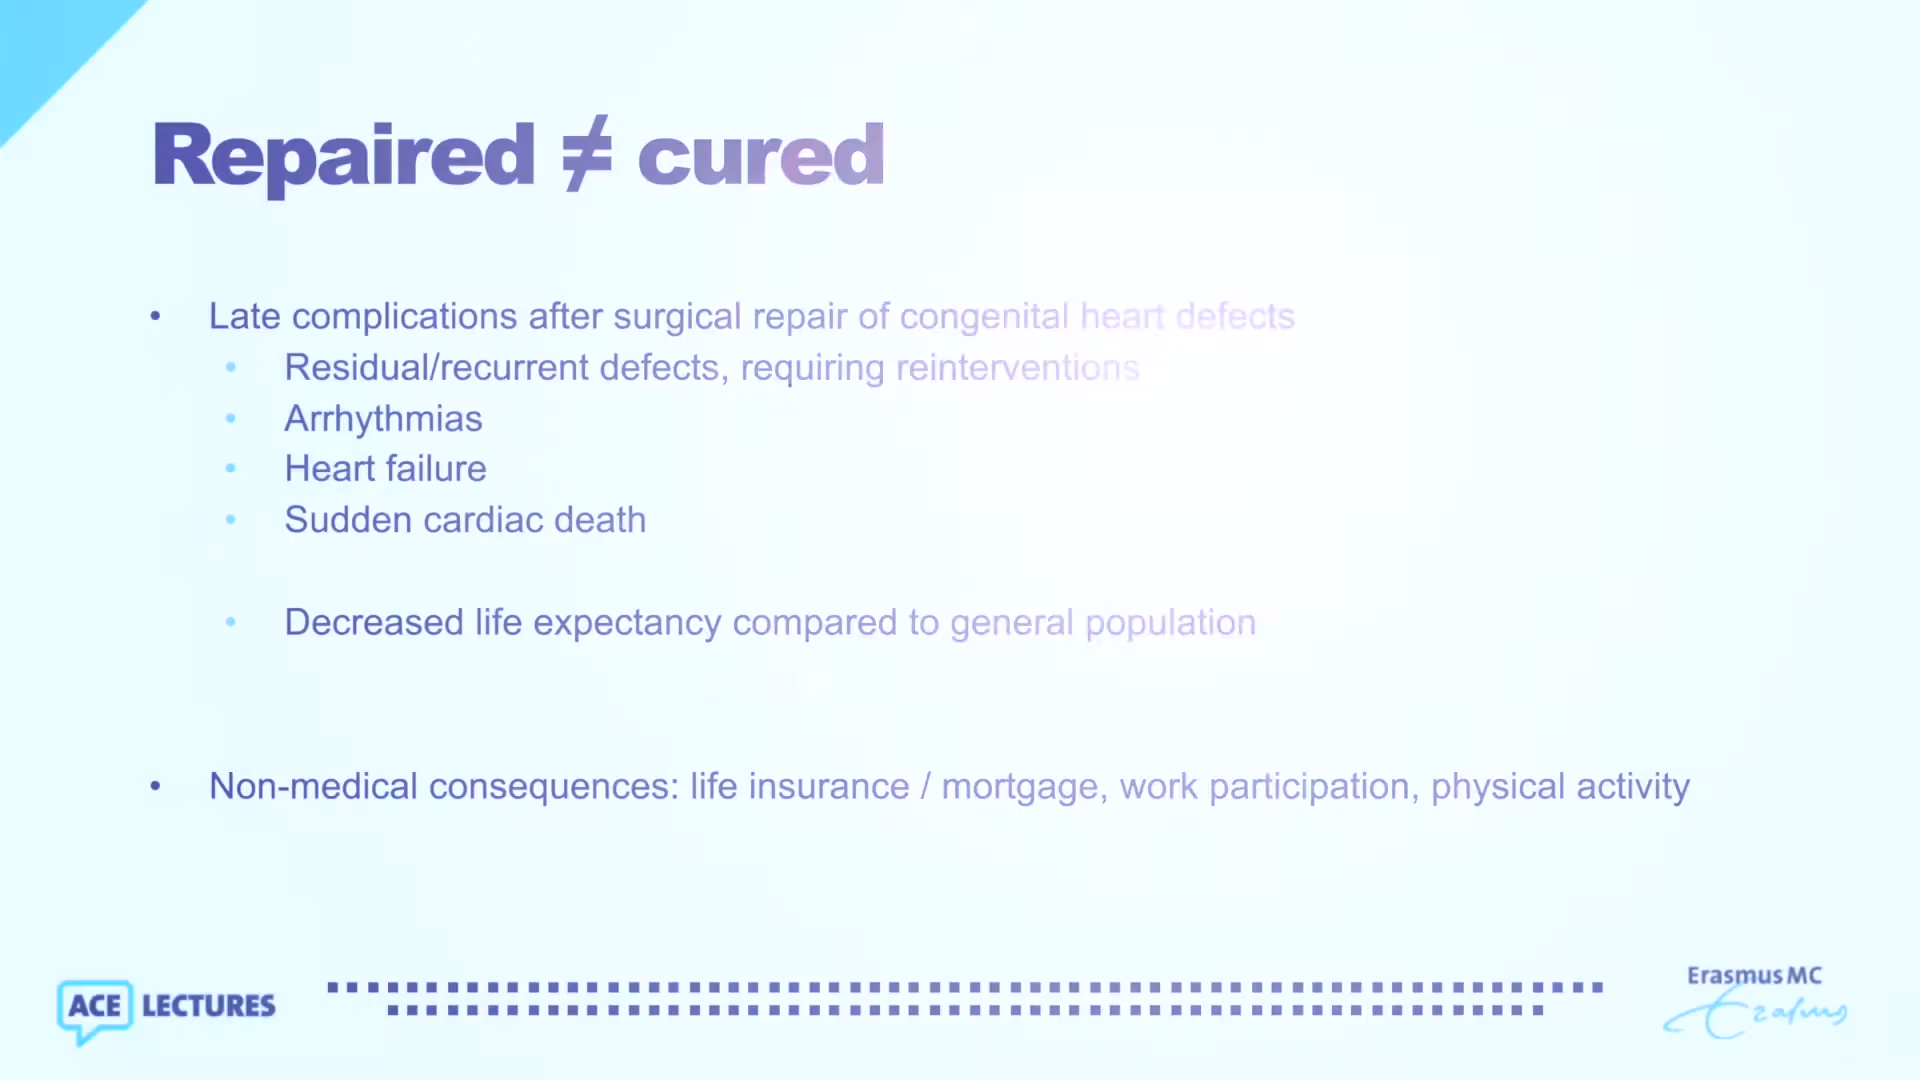 Repaired ≠ cured
• Late complications after surgical repair of congenital heart defects
• Residual/recurrent defects, requiring reinterventions
• Arrhythmias
• Heart failure
• Sudden cardiac death
• Decreased life expectancy compared to general population
• Non-medical consequences: life insurance / mortgage, work participation, physical activity
ACE LECTURES
Erasmus MC
Erasmus